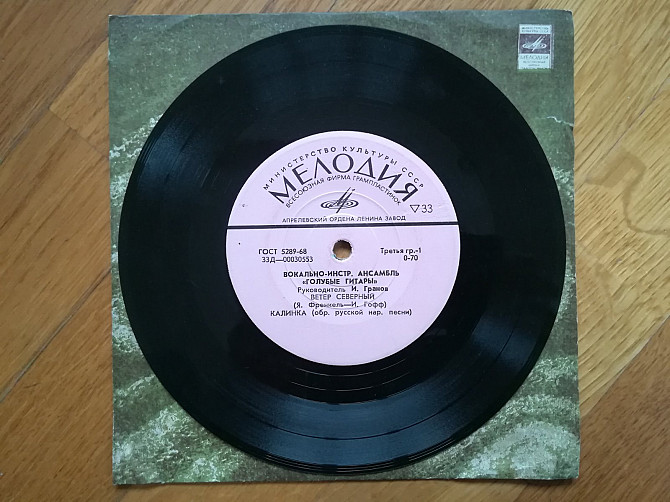 МИНИСТЕРСТВО КУЛЬТУРЫ СССР
МЕЛОДИЯ
ВСЕСОЮЗНАЯ ФИРМА ГРАМПЛАСТИНОК
▽33
АПРЕЛЕВСКИЙ ОРДЕНА ЛЕНИНА ЗАВОД
ГОСТ 5289-68 Третья гр.-1
33Д—00030553 0-70
ВОКАЛЬНО-ИНСТР. АНСАМБЛЬ
«ГОЛУБЫЕ ГИТАРЫ»
Руководитель И. Гранов
ВЕТЕР СЕВЕРНЫЙ
(Я. Френкель—И. Гофф)
КАЛИНКА (обр. русской нар. песни)
МЕЛОДИЯ